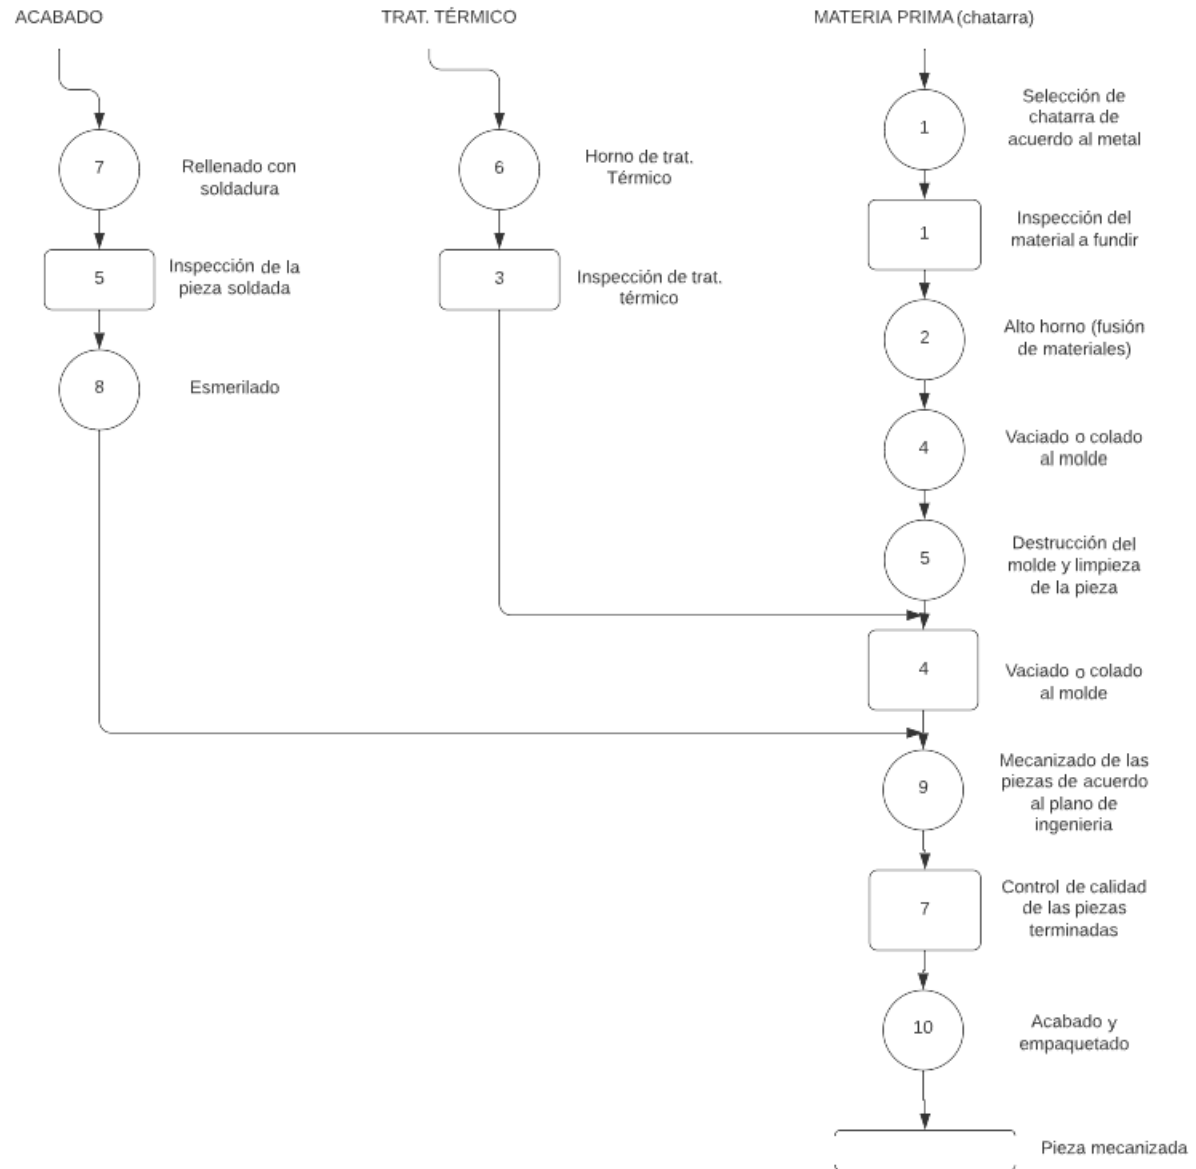 ACABADO
TRAT. TÉRMICO
MATERIA PRIMA (chatarra)
7
Rellenado con
soldadura
5
Inspección de la
pieza soldada
8
Esmerilado
6
Horno de trat.
Térmico
3
Inspección de trat.
térmico
1
Selección de
chatarra de
acuerdo al metal
1
Inspección del
material a fundir
2
Alto horno (fusión
de materiales)
4
Vaciado o colado
al molde
5
Destrucción del
molde y limpieza
de la pieza
4
Vaciado o colado
al molde
9
Mecanizado de las
piezas de acuerdo
al plano de
ingenieria
7
Control de calidad
de las piezas
terminadas
10
Acabado y
empaquetado
Pieza mecanizada